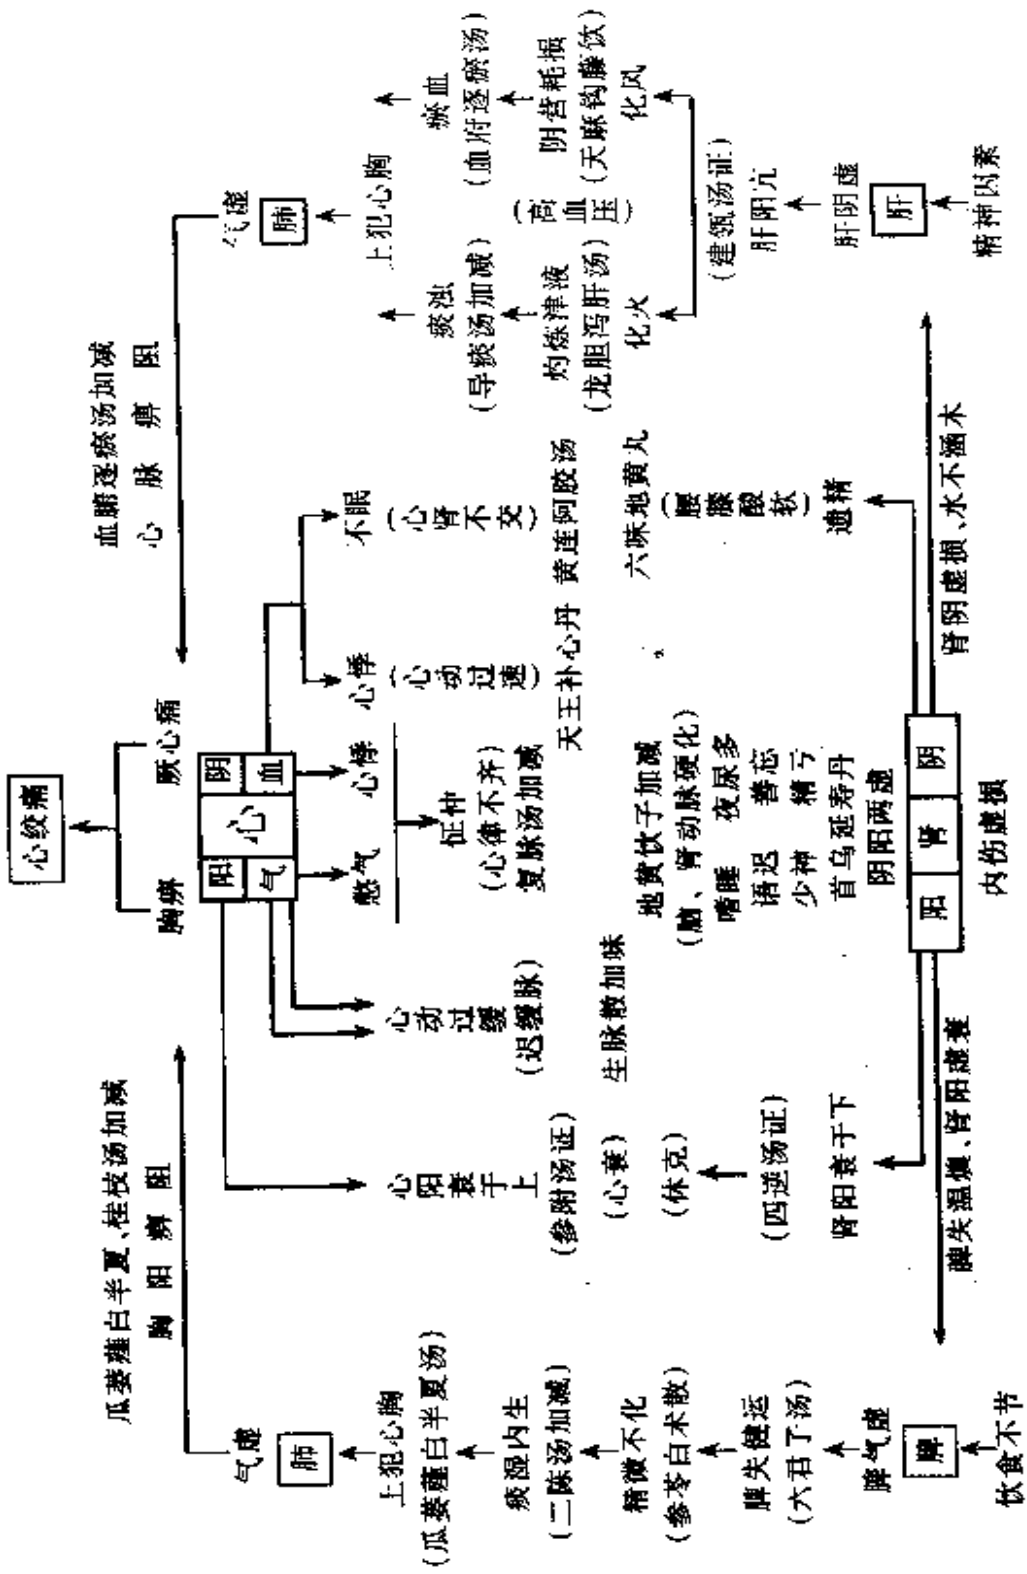 心绞痛
胸痹
厥心痛
瓜蒌薤白半夏、桂枝汤加减
胸阳痹阻
血腑逐瘀汤加减
心脉痹阻
阳
气
心
阴
血
气虚
肺
上犯心胸
(瓜蒌薤白半夏汤)
痰湿内生
(二陈汤加减)
精微不化
(参苓白术散)
脾失健运
(六君了汤)
脾气虚
脾
饮食不节
心阳衰于上
(参附汤证)
(心衰)
(休克)
(四逆汤证)
肾阳衰于下
心动过缓
(迟缓脉)
生脉散加味
憋气
心悸
怔忡
(心律不齐)
复脉汤加减
心悸
(心动过速)
天王补心丹
不眠
(心肾不交)
黄连阿胶汤
地黄饮子加减
(脑、肾动脉硬化)
嗜睡 夜尿多
语迟 善忘
少神 精亏
首乌延寿丹
阴阳两虚
六味地黄丸
(腰膝酸软)
遗精
阳
肾
阴
内伤虚损
脾失温煦、肾阳虚衰
肾阴虚损、水不涵木
气虚
肺
上犯心胸
痰浊
(导痰汤加减)
灼炼津液
(龙胆泻肝汤)
化火
(高血压)
瘀血
(血府逐瘀汤)
阴营耗损
(天麻钩藤饮)
化风
(建瓴汤证)
肝阳亢
肝阴虚
肝
精神因素